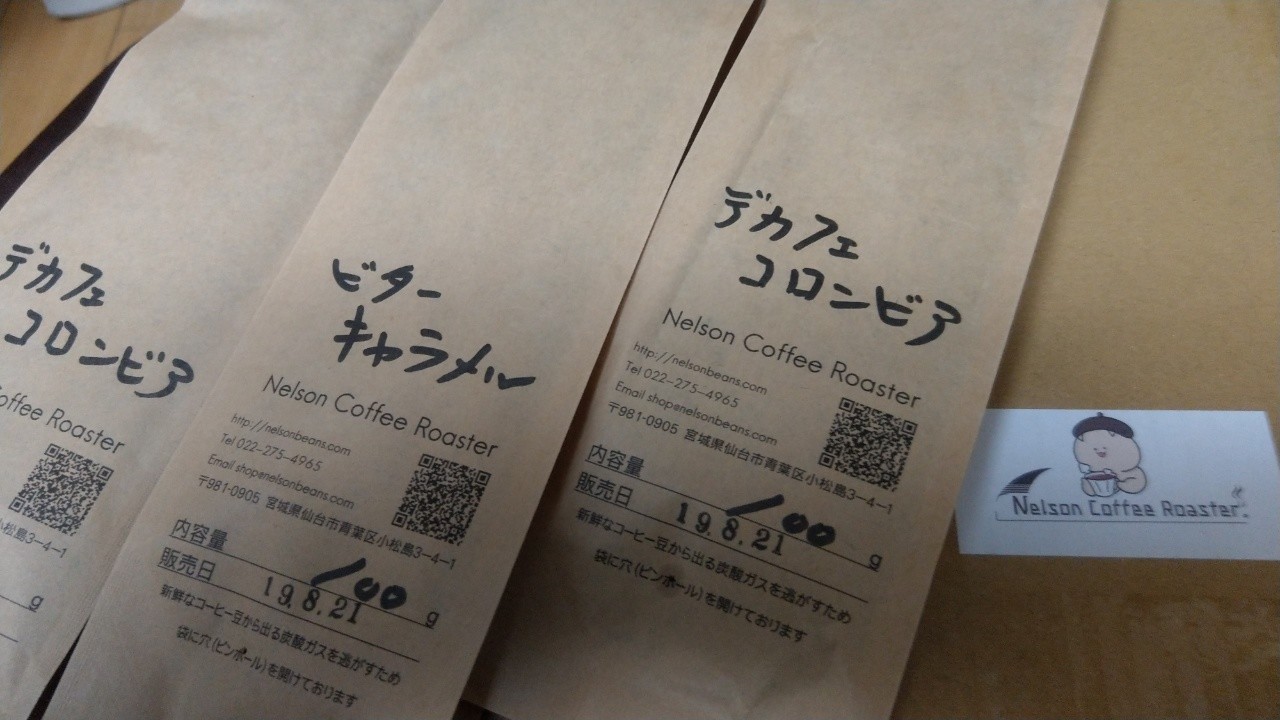 デカフェ
コロンビア
offee Roaster
小松島3-4-1
g
ビター
キャラメル
Nelson Coffee Roaster
http://nelsonbeans.com
Tel 022-275-4965
Email shop@nelsonbeans.com
〒981-0905 宮城県仙台市青葉区小松島3-4-1
内容量 100 g
販売日 19.8.21
新鮮なコーヒー豆から出る炭酸ガスを逃がすため
袋に穴(ピンホール)を開けております
デカフェ
コロンビア
Nelson Coffee Roaster
http://nelsonbeans.com
Tel 022-275-4965
Email shop@nelsonbeans.com
〒981-0905 宮城県仙台市青葉区小松島3-4-1
内容量 100 g
販売日 19.8.21
新鮮なコーヒー豆から出る炭酸ガスを逃がすため
袋に穴(ピンホール)を開けております
Nelson Coffee Roaster